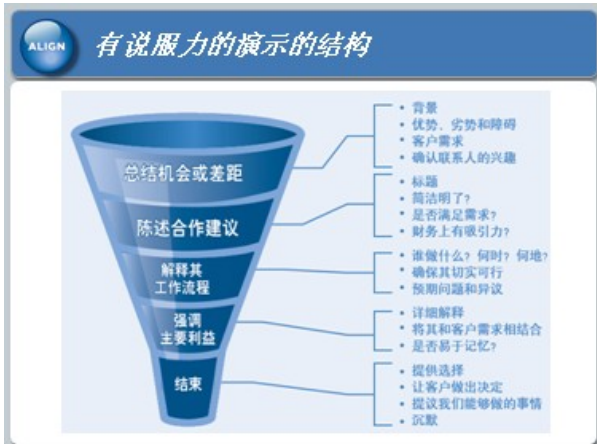 ALIGN
有说服力的演示的结构
总结机会或差距
• 背景
• 优势、劣势和障碍
• 客户需求
• 确认联系人的兴趣
陈述合作建议
• 标题
• 简洁明了?
• 是否满足需求?
• 财务上有吸引力?
解释其
工作流程
• 谁做什么? 何时? 何地?
• 确保其切实可行
• 预期问题和异议
强调
主要利益
• 详细解释
• 将其和客户需求相结合
• 是否易于记忆?
结束
• 提供选择
• 让客户做出决定
• 提议我们能够做的事情
• 沉默